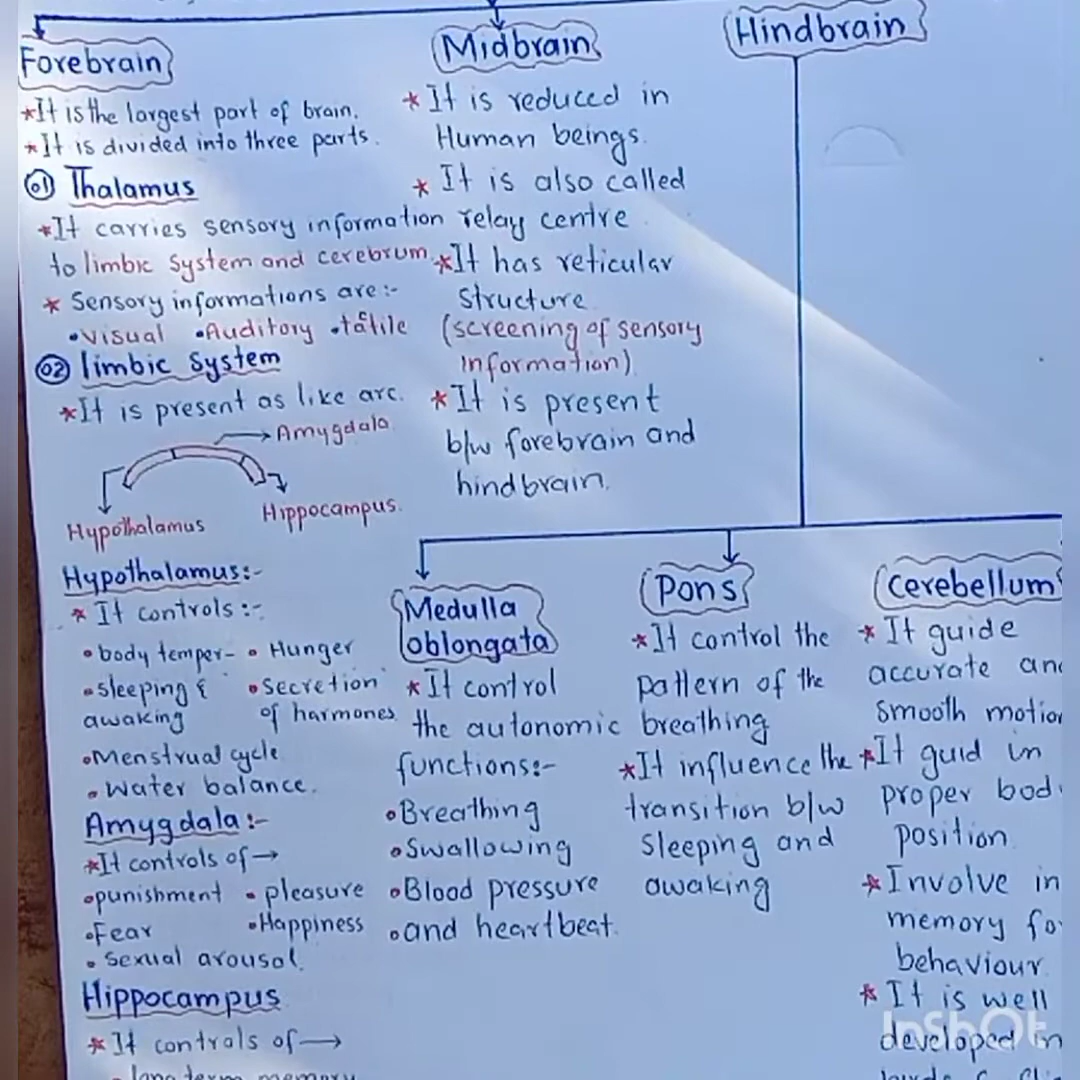 Forebrain
*It is the largest part of brain.
*It is divided into three parts.
01 Thalamus
*It carries sensory information
to limbic System and cerebrum
* Sensory informations are:-
•Visual •Auditory •tactile
02 limbic System
*It is present as like arc.
Amygdala
Hypothalamus
Hippocampus.
Hypothalamus:-
* It controls:-
•body temper- • Hunger
•sleeping & •Secretion
awaking of harmones
•Menstrual cycle
• Water balance.
Amygdala:-
*It controls of→
•punishment • pleasure
•Fear •Happiness
• Sexual arousal.
Hippocampus
*It controls of→
• long term memory
Midbrain
* It is reduced in
Human beings.
* It is also called
relay centre
*It has reticular
structure
(screening of sensory
information)
*It is present
b/w forebrain and
hindbrain.
Hindbrain
Medulla
oblongata
*It control
the autonomic
functions:-
•Breathing
•Swallowing
•Blood pressure
•and heartbeat.
Pons
*It control the
pattern of the
breathing
*It influence the
transition b/w
sleeping and
awaking
Cerebellum
*It guide
accurate an
smooth motion
*It guid in
proper bod
position
*Involve in
memory fo
behaviour
*It is well
developed in
InShOt